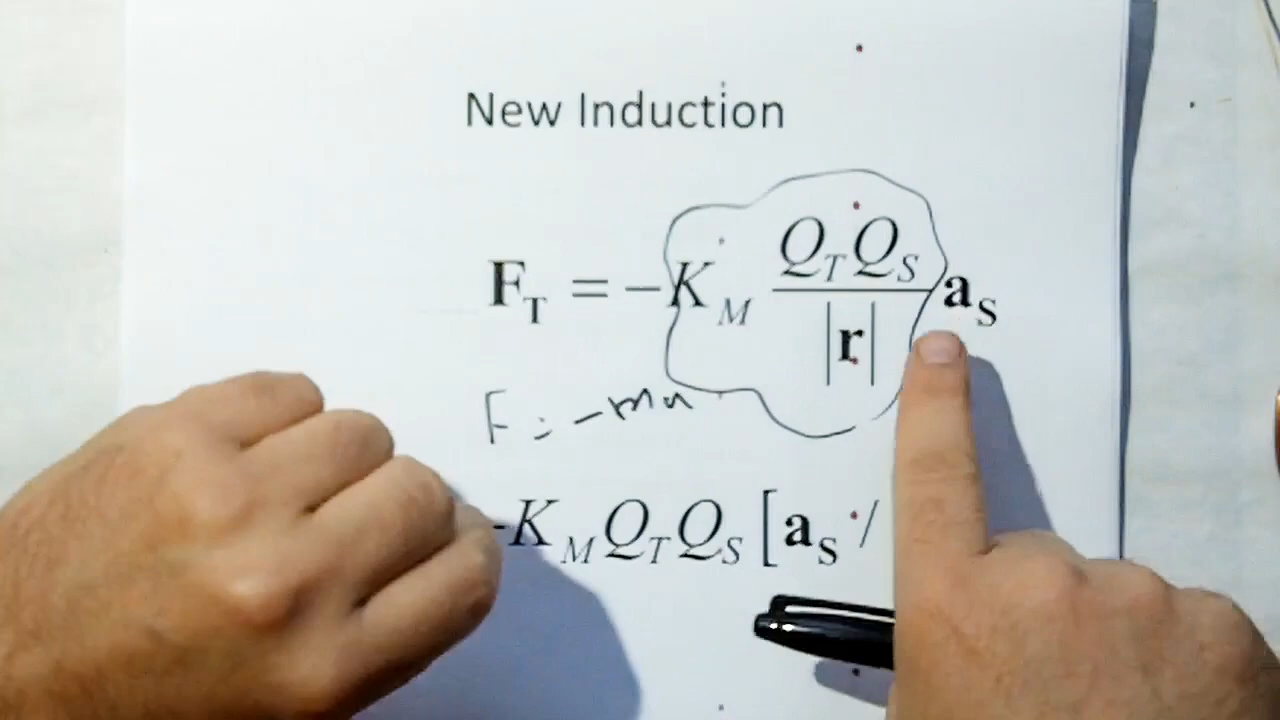 New Induction
F_T = -K_M Q_T Q_S / |r| a_S
F = -ma
-K_M Q_T Q_S [a_S /